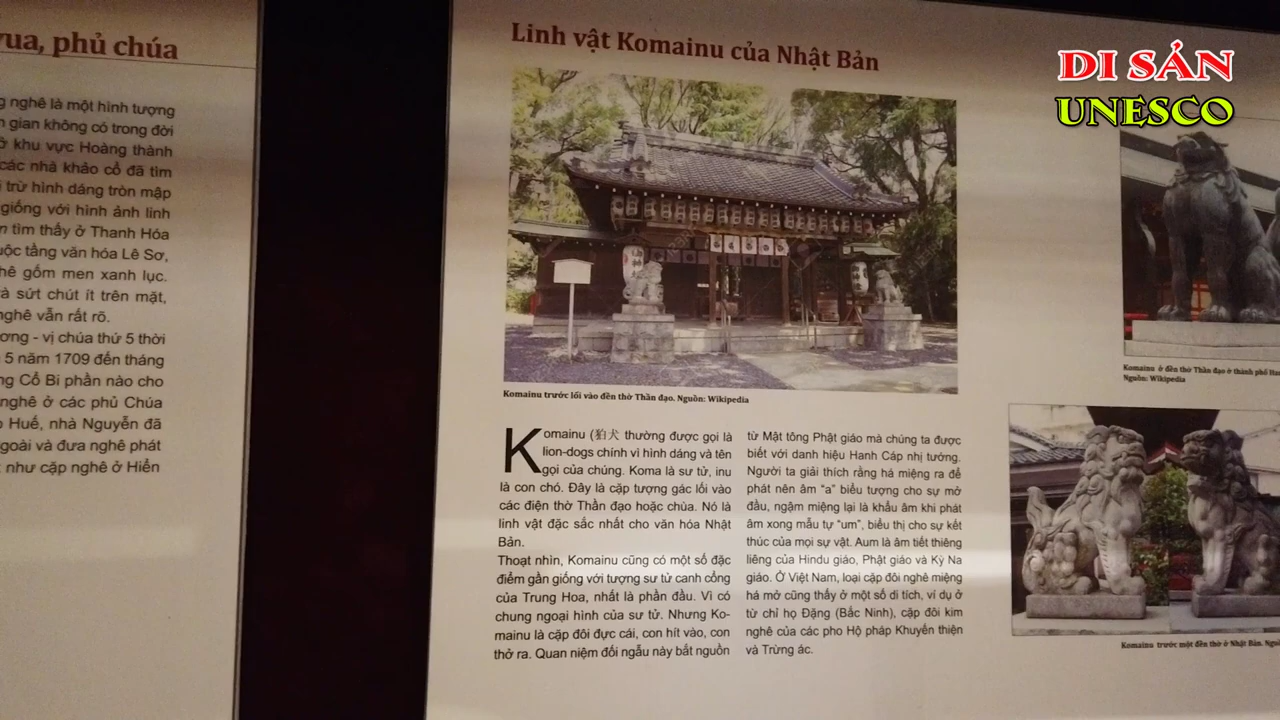 vua, phủ chúa
g nghê là một hình tượng
n gian không có trong đời
ở khu vực Hoàng thành
các nhà khảo cổ đã tìm
i trừ hình dáng tròn mập
giống với hình ảnh linh
n tìm thấy ở Thanh Hóa
uộc tầng văn hóa Lê Sơ,
hê gốm men xanh lục.
à sứt chút ít trên mặt,
nghê vẫn rất rõ.
ơng - vị chúa thứ 5 thời
5 năm 1709 đến tháng
ng Cổ Bi phần nào cho
nghê ở các phủ Chúa
Huế, nhà Nguyễn đã
goài và đưa nghê phát
như cặp nghê ở Hiển
Linh vật Komainu của Nhật Bản
Komainu trước lối vào đền thờ Thần đạo. Nguồn: Wikipedia
Komainu (狛犬 thường được gọi là
lion-dogs chính vì hình dáng và tên
gọi của chúng. Koma là sư tử, inu
là con chó. Đây là cặp tượng gác lối vào
các điện thờ Thần đạo hoặc chùa. Nó là
linh vật đặc sắc nhất cho văn hóa Nhật
Bản.
Thoạt nhìn, Komainu cũng có một số đặc
điểm gần giống với tượng sư tử canh cổng
của Trung Hoa, nhất là phần đầu. Vì có
chung ngoại hình của sư tử. Nhưng Ko-
mainu là cặp đôi đực cái, con hít vào, con
thở ra. Quan niệm đối ngẫu này bắt nguồn
từ Mật tông Phật giáo mà chúng ta được
biết với danh hiệu Hanh Cáp nhị tướng.
Người ta giải thích rằng há miệng ra để
phát nên âm “a” biểu tượng cho sự mở
đầu, ngậm miệng lại là khẩu âm khi phát
âm xong mẫu tự “um”, biểu thị cho sự kết
thúc của mọi sự vật. Aum là âm tiết thiêng
liêng của Hindu giáo, Phật giáo và Kỳ Na
giáo. Ở Việt Nam, loại cặp đôi nghê miệng
há mở cũng thấy ở một số di tích, ví dụ ở
từ chỉ họ Đặng (Bắc Ninh), cặp đôi kim
nghê của các pho Hộ pháp Khuyến thiện
và Trừng ác.
DI SẢN
UNESCO
Komainu ở đền thờ Thần đạo ở thành phố
Nguồn: Wikipedia
Komainu trước một đền thờ ở Nhật Bản.